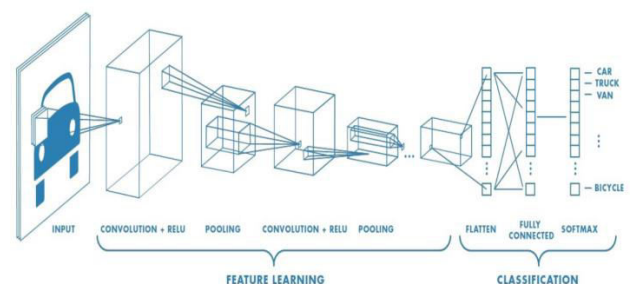 CAR
TRUCK
VAN
BICYCLE
INPUT CONVOLUTION + RELU POOLING CONVOLUTION + RELU POOLING FLATTEN FULLY CONNECTED SOFTMAX
FEATURE LEARNING CLASSIFICATION